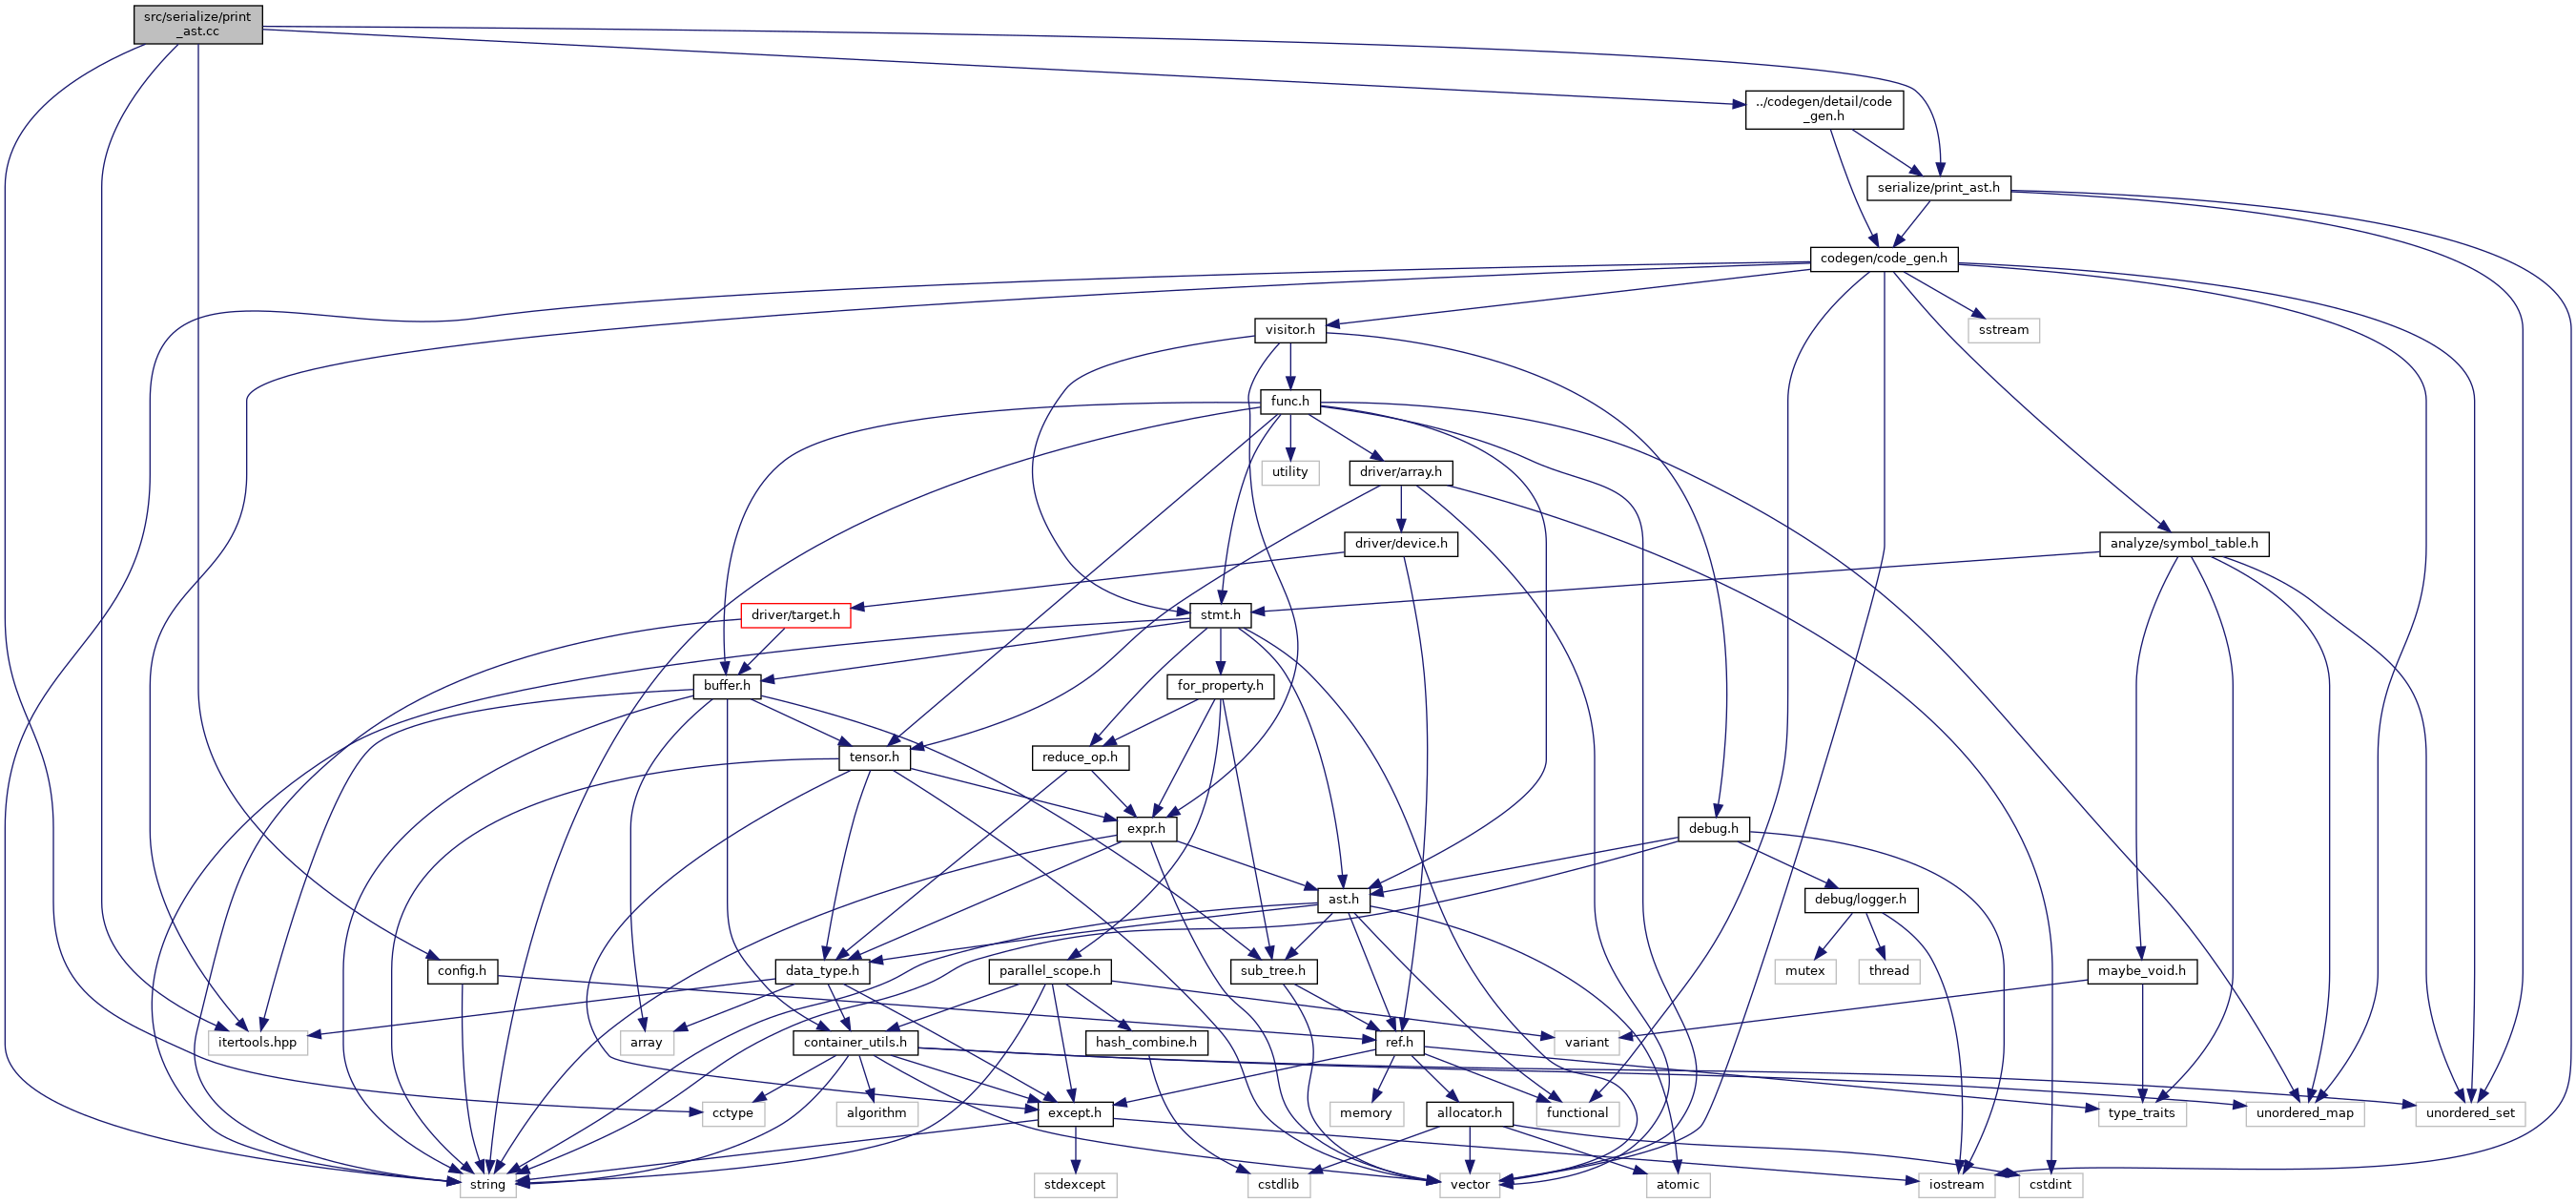 src/serialize/print
_ast.cc
../codegen/detail/code
_gen.h
serialize/print_ast.h
codegen/code_gen.h
visitor.h
sstream
func.h
utility
driver/array.h
driver/device.h
analyze/symbol_table.h
driver/target.h
stmt.h
buffer.h
for_property.h
tensor.h
reduce_op.h
expr.h
debug.h
ast.h
debug/logger.h
config.h
data_type.h
parallel_scope.h
sub_tree.h
mutex
thread
maybe_void.h
itertools.hpp
array
container_utils.h
hash_combine.h
ref.h
variant
cctype
algorithm
except.h
memory
allocator.h
functional
type_traits
unordered_map
unordered_set
string
stdexcept
cstdlib
vector
atomic
iostream
cstdint